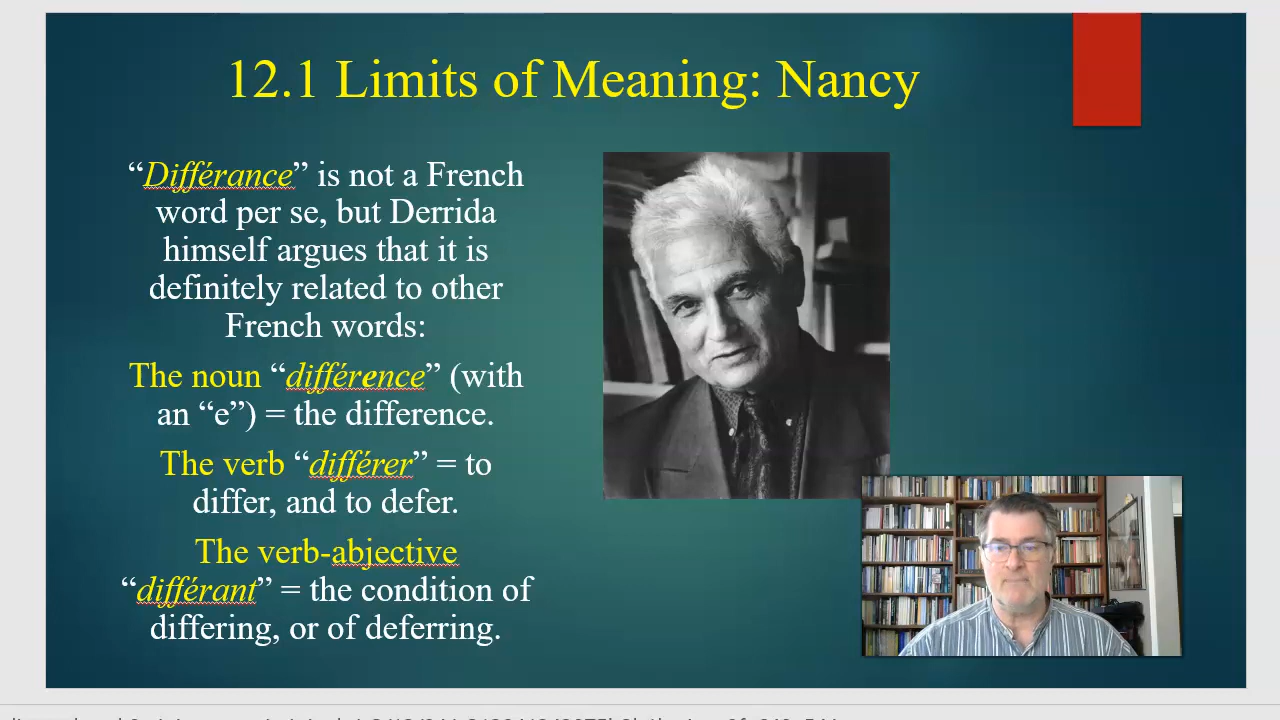 12.1 Limits of Meaning: Nancy
“Différance” is not a French
word per se, but Derrida
himself argues that it is
definitely related to other
French words:
The noun “différence” (with
an “e”) = the difference.
The verb “différer” = to
differ, and to defer.
The verb-abjective
“différant” = the condition of
differing, or of deferring.